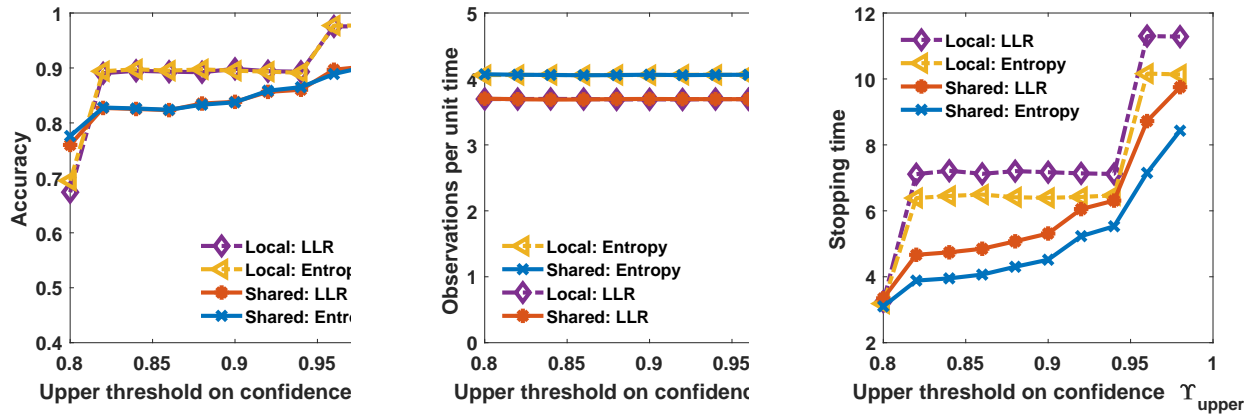 1
0.9
0.8
0.7
0.6
0.5
0.4
Accuracy
Local: LLR
Local: Entrop
Shared: LLR
Shared: Entro
0.8
0.85
0.9
0.95
Upper threshold on confidence
5
4
3
2
1
0
Observations per unit time
Local: Entropy
Shared: Entropy
Local: LLR
Shared: LLR
0.8
0.85
0.9
0.95
Upper threshold on confidenc
12
10
8
6
4
2
Stopping time
Local: LLR
Local: Entropy
Shared: LLR
Shared: Entropy
0.8
0.85
0.9
0.95
1
Upper threshold on confidence ϒupper